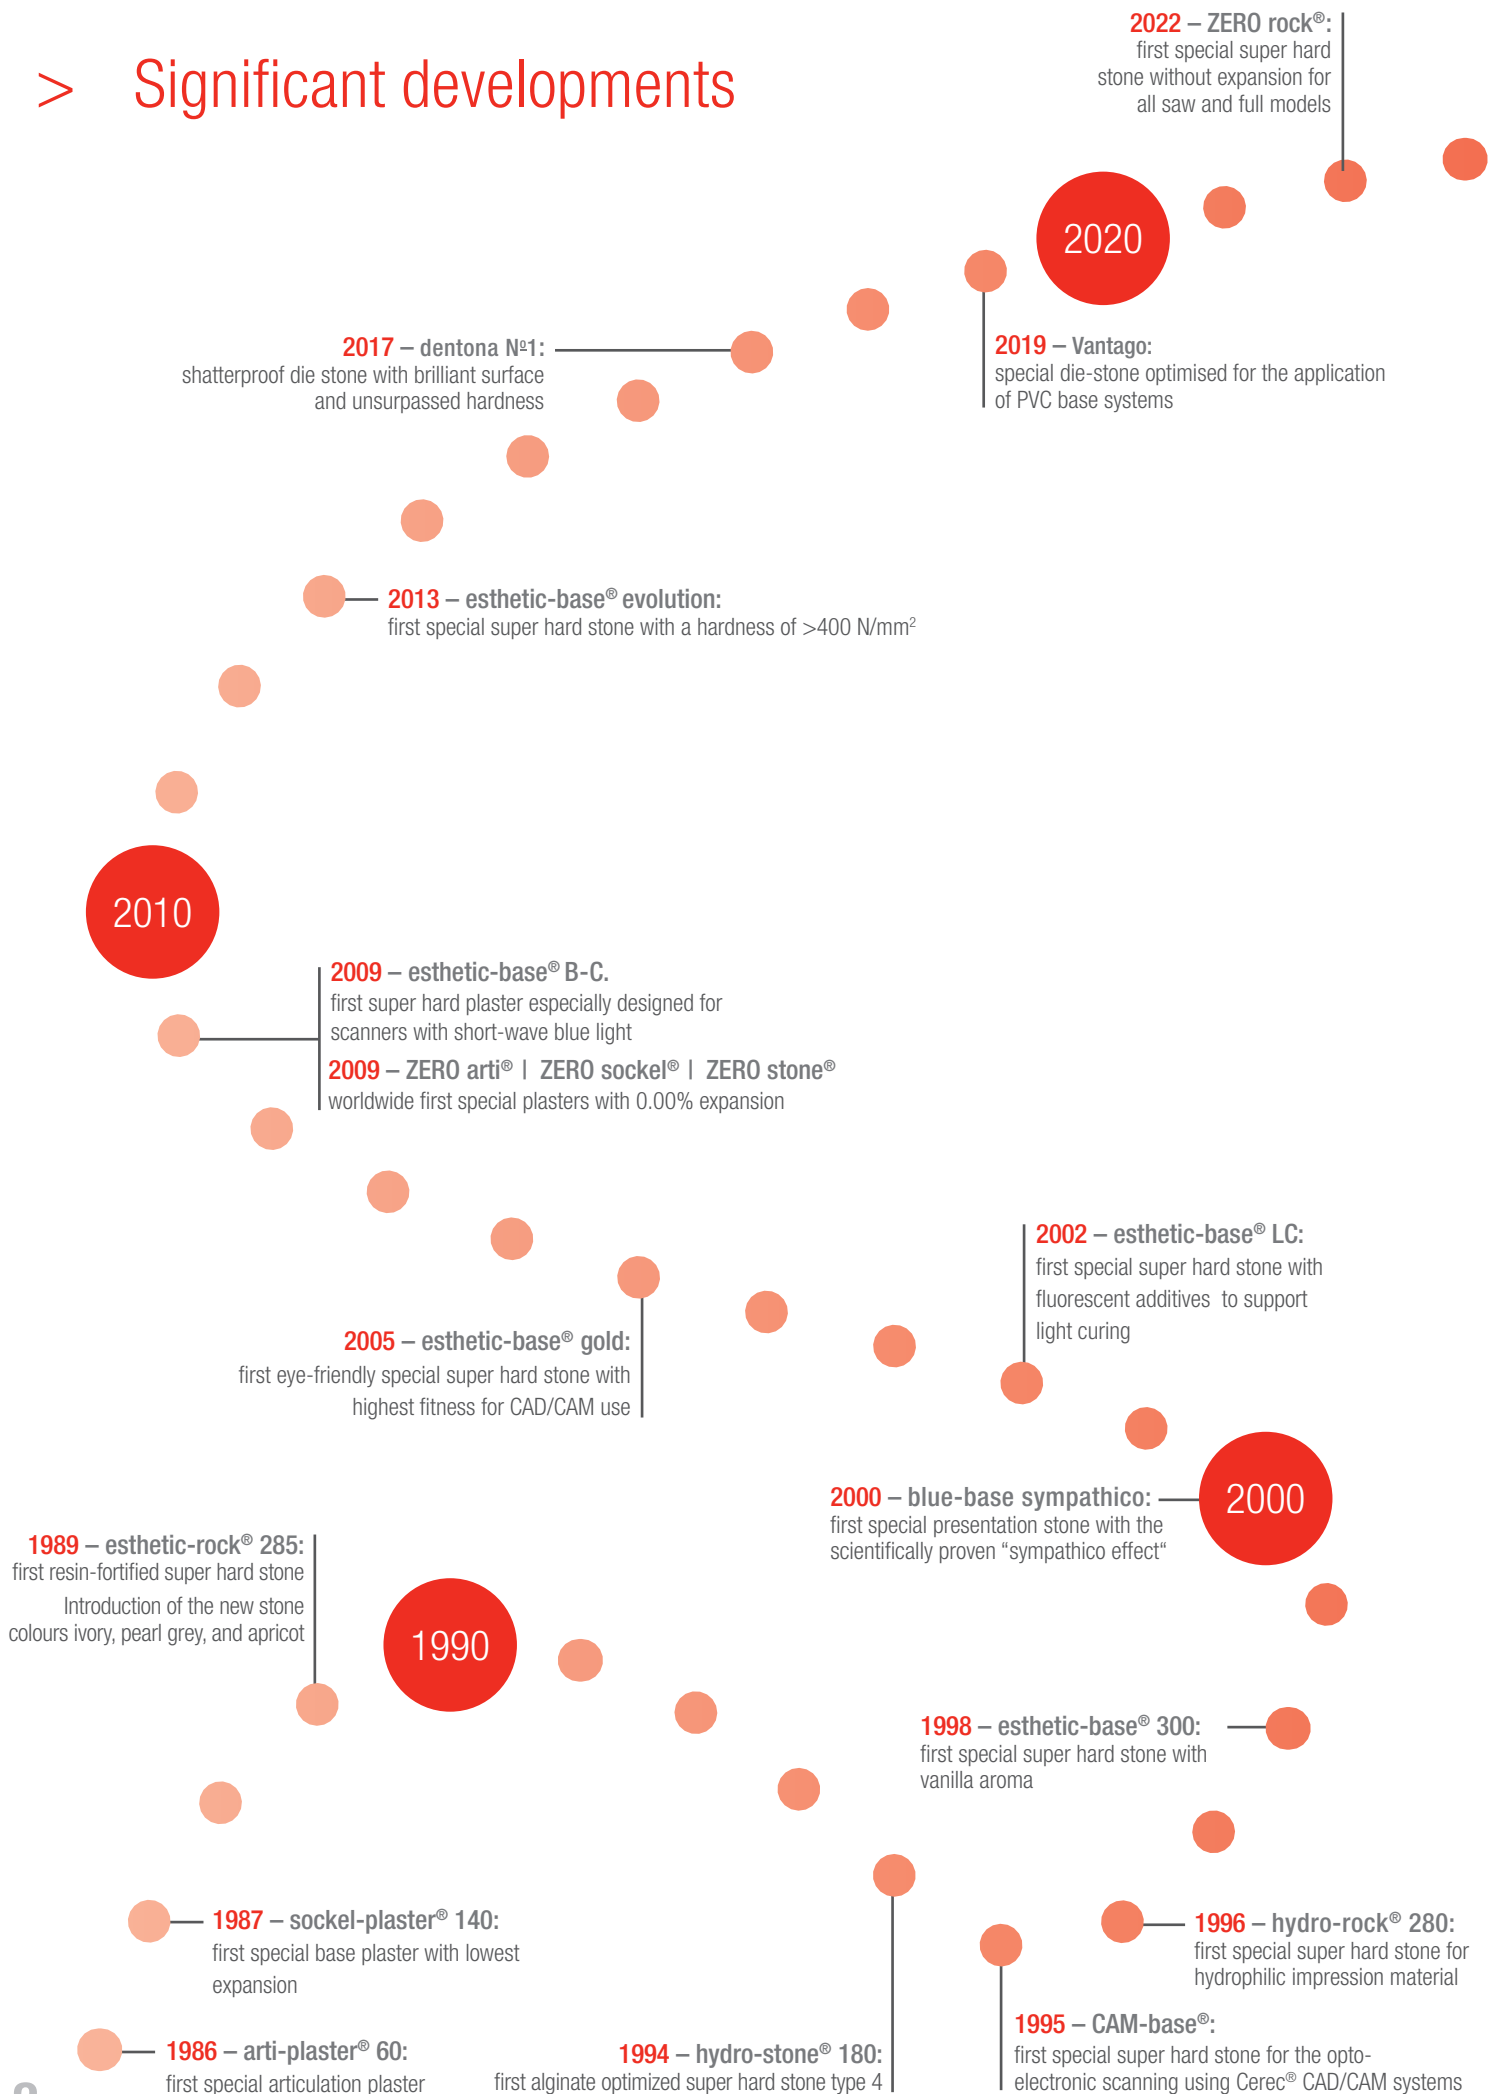 > Significant developments
2022 – ZERO rock®:
first special super hard
stone without expansion for
all saw and full models
2020
2019 – Vantago:
special die-stone optimised for the application
of PVC base systems
2017 – dentona Nº1:
shatterproof die stone with brilliant surface
and unsurpassed hardness
2013 – esthetic-base® evolution:
first special super hard stone with a hardness of >400 N/mm²
2010
2009 – esthetic-base® B-C.
first super hard plaster especially designed for
scanners with short-wave blue light
2009 – ZERO arti® | ZERO sockel® | ZERO stone®
worldwide first special plasters with 0.00% expansion
2005 – esthetic-base® gold:
first eye-friendly special super hard stone with
highest fitness for CAD/CAM use
2002 – esthetic-base® LC:
first special super hard stone with
fluorescent additives to support
light curing
2000 – blue-base sympathico:
first special presentation stone with the
scientifically proven “sympathico effect“
2000
1989 – esthetic-rock® 285:
first resin-fortified super hard stone
Introduction of the new stone
colours ivory, pearl grey, and apricot
1990
1998 – esthetic-base® 300:
first special super hard stone with
vanilla aroma
1987 – sockel-plaster® 140:
first special base plaster with lowest
expansion
1996 – hydro-rock® 280:
first special super hard stone for
hydrophilic impression material
1986 – arti-plaster® 60:
first special articulation plaster
1994 – hydro-stone® 180:
first alginate optimized super hard stone type 4
1995 – CAM-base®:
first special super hard stone for the opto-
electronic scanning using Cerec® CAD/CAM systems